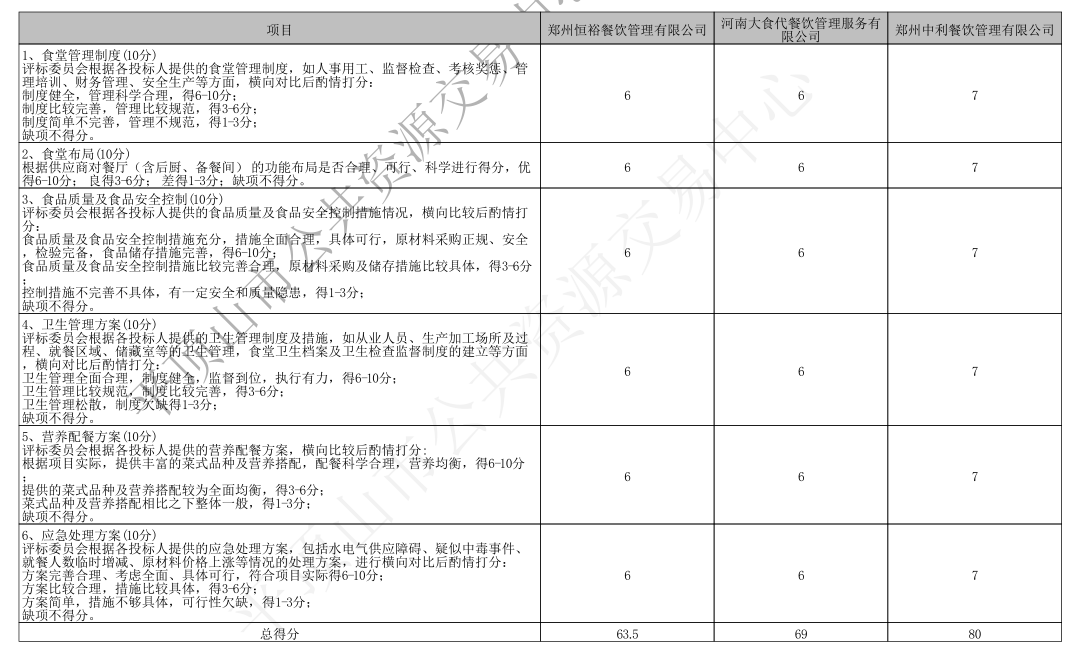 项目
郑州恒裕餐饮管理有限公司
河南大食代餐饮管理服务有
限公司
郑州中利餐饮管理有限公司
1、食堂管理制度(10分)
评标委员会根据各投标人提供的食堂管理制度，如人事用工、监督检查、考核奖惩、管
理培训、财务管理、安全生产等方面，横向对比后酌情打分：
制度健全，管理科学合理，得6-10分；
制度比较完善，管理比较规范，得3-6分；
制度简单不完善，管理不规范，得1-3分；
缺项不得分。
6
6
7
2、食堂布局(10分)
根据供应商对餐厅（含后厨、备餐间）的功能布局是否合理、可行、科学进行得分，优
得6-10分； 良得3-6分； 差得1-3分；缺项不得分。
6
6
7
3、食品质量及食品安全控制(10分)
评标委员会根据各投标人提供的食品质量及食品安全控制措施情况，横向比较后酌情打
分：
食品质量及食品安全控制措施充分，措施全面合理，具体可行，原材料采购正规、安全
，检验完备，食品储存措施完善，得6-10分；
食品质量及食品安全控制措施比较完善合理，原材料采购及储存措施比较具体，得3-6分
；
控制措施不完善不具体，有一定安全和质量隐患，得1-3分；
缺项不得分。
6
6
7
4、卫生管理方案(10分)
评标委员会根据各投标人提供的卫生管理制度及措施，如从业人员、生产加工场所及过
程、就餐区域、储藏室等的卫生管理，食堂卫生档案及卫生检查监督制度的建立等方面
，横向对比后酌情打分：
卫生管理全面合理，制度健全，监督到位，执行有力，得6-10分；
卫生管理比较规范，制度比较完善，得3-6分；
卫生管理松散，制度欠缺得1-3分；
缺项不得分。
6
6
7
5、营养配餐方案(10分)
评标委员会根据各投标人提供的营养配餐方案，横向比较后酌情打分：
根据项目实际，提供丰富的菜式品种及营养搭配，配餐科学合理，营养均衡，得6-10分
；
提供的菜式品种及营养搭配较为全面均衡，得3-6分；
菜式品种及营养搭配相比之下整体一般，得1-3分；
缺项不得分。
6
6
7
6、应急处理方案(10分)
评标委员会根据各投标人提供的应急处理方案，包括水电气供应障碍、疑似中毒事件、
就餐人数临时增减、原材料价格上涨等情况的处理方案，进行横向对比后酌情打分：
方案完善合理、考虑全面、具体可行，符合项目实际得6-10分；
方案比较合理，措施比较具体，得3-6分；
方案简单，措施不够具体，可行性欠缺，得1-3分；
缺项不得分。
6
6
7
总得分
63.5
69
80
平顶山市公共资源交易中心
平顶山市公共资源交易中心